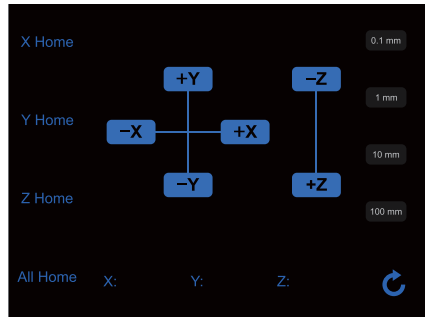 X Home
0.1 mm
+Y
−Z
1 mm
Y Home
−X
+X
10 mm
−Y
+Z
Z Home
100 mm
All Home
X:
Y:
Z: